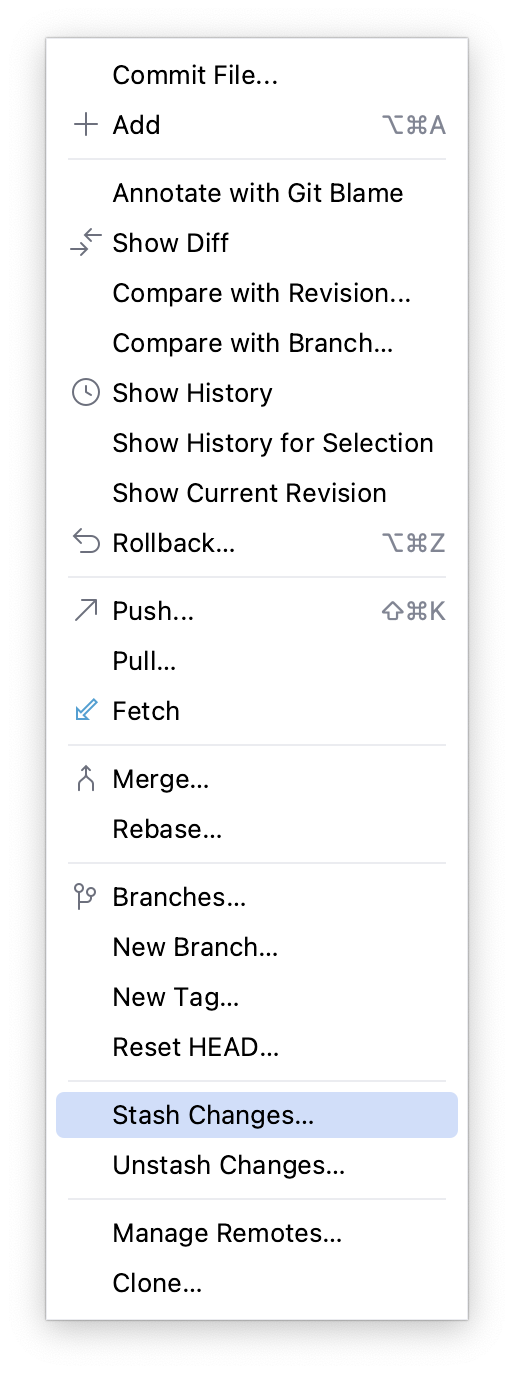 Commit File...
Add ⌥⌘A
Annotate with Git Blame
Show Diff
Compare with Revision...
Compare with Branch...
Show History
Show History for Selection
Show Current Revision
Rollback... ⌥⌘Z
Push... ⇧⌘K
Pull...
Fetch
Merge...
Rebase...
Branches...
New Branch...
New Tag...
Reset HEAD...
Stash Changes...
Unstash Changes...
Manage Remotes...
Clone...